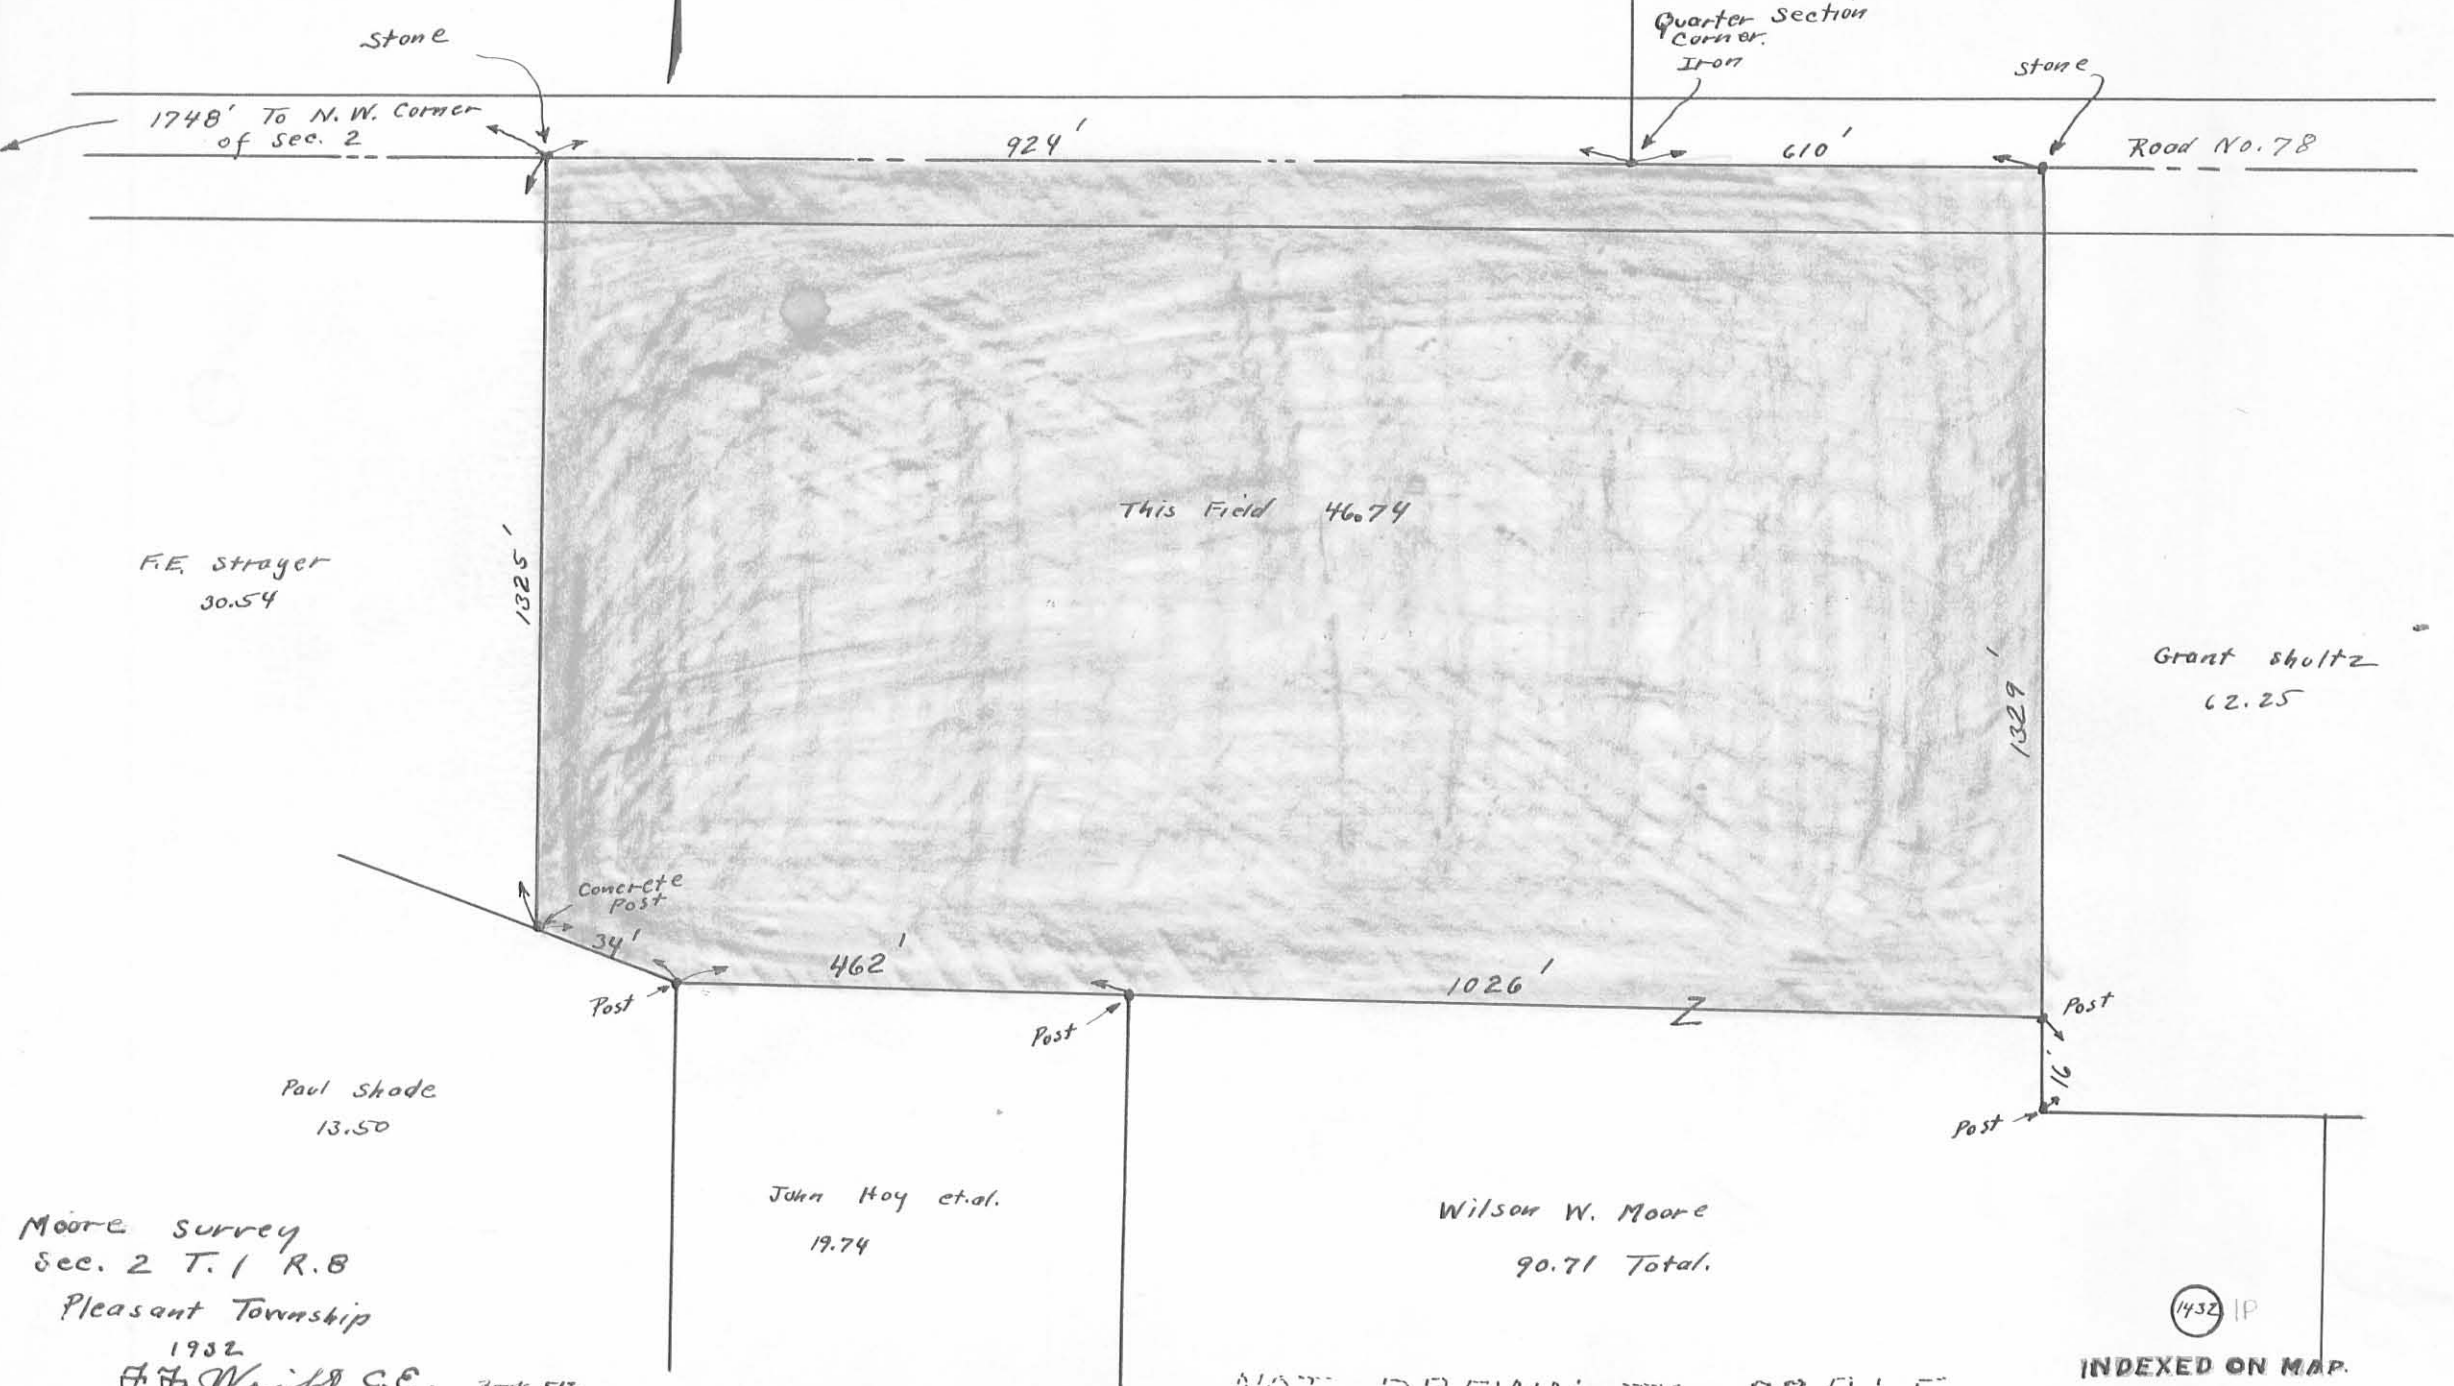 Stone
Quarter Section
Corner.
Iron
Stone
1748' To N.W. Corner
of Sec. 2
924'
610'
Road No. 78
This Field 46.74
F.E. Strayer
30.54
1325'
1329'
Grant Shultz
62.25
Concrete
Post
34'
462'
1026'
Z
Post
Post
Post
16'
Post
Paul Shade
13.50
John Hoy et.al.
19.74
Wilson W. Moore
90.71 Total.
Moore Survey
Sec. 2 T.1 R.8
Pleasant Township
1932
C.E.
1432 1P
INDEXED ON MAP.